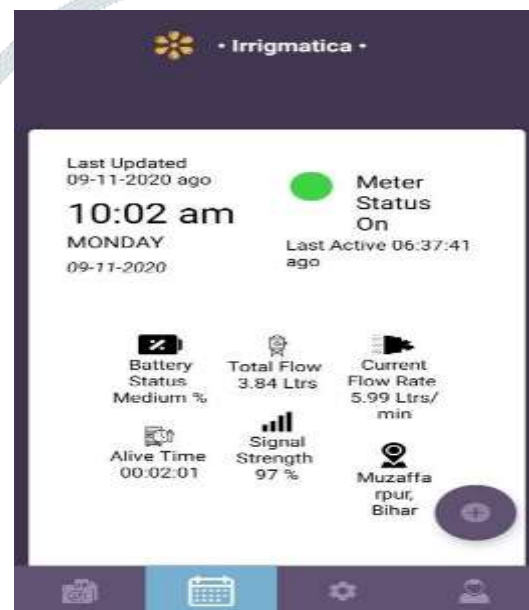 • Irrigmatica •
Last Updated
09-11-2020 ago
10:02 am
MONDAY
09-11-2020
Meter
Status
On
Last Active 06:37:41
ago
Battery
Status
Medium %
Total Flow
3.84 Ltrs
Current
Flow Rate
5.99 Ltrs/
min
Alive Time
00:02:01
Signal
Strength
97 %
Muzaffa
rpur,
Bihar